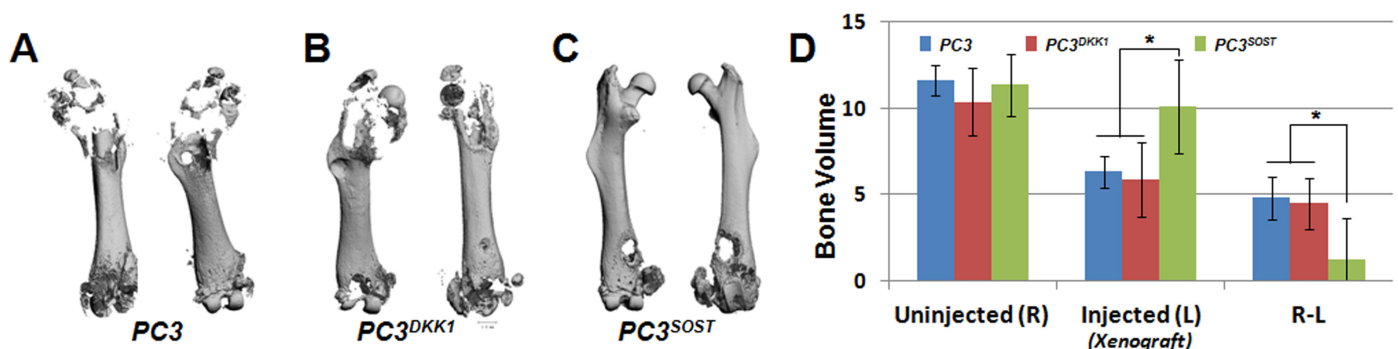 A
B
C
D
PC3
PC3DKK1
PC3SOST
Bone Volume
15
10
5
0
PC3
PC3DKK1
PC3SOST
*
*
Uninjected (R)
Injected (L)
(Xenograft)
R-L